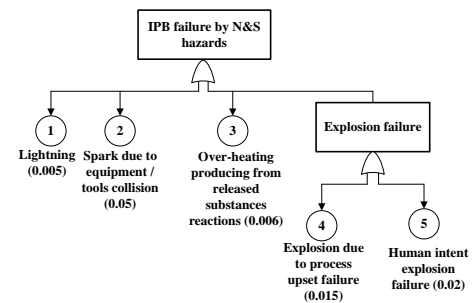 IPB failure by N&S
hazards
1
2
3
Explosion failure
Lightning
(0.005)
Spark due to
equipment /
tools collision
(0.05)
Over-heating
producing from
released
substances
reactions (0.006)
4
5
Explosion due
to process
upset failure
(0.015)
Human intent
explosion
failure (0.02)